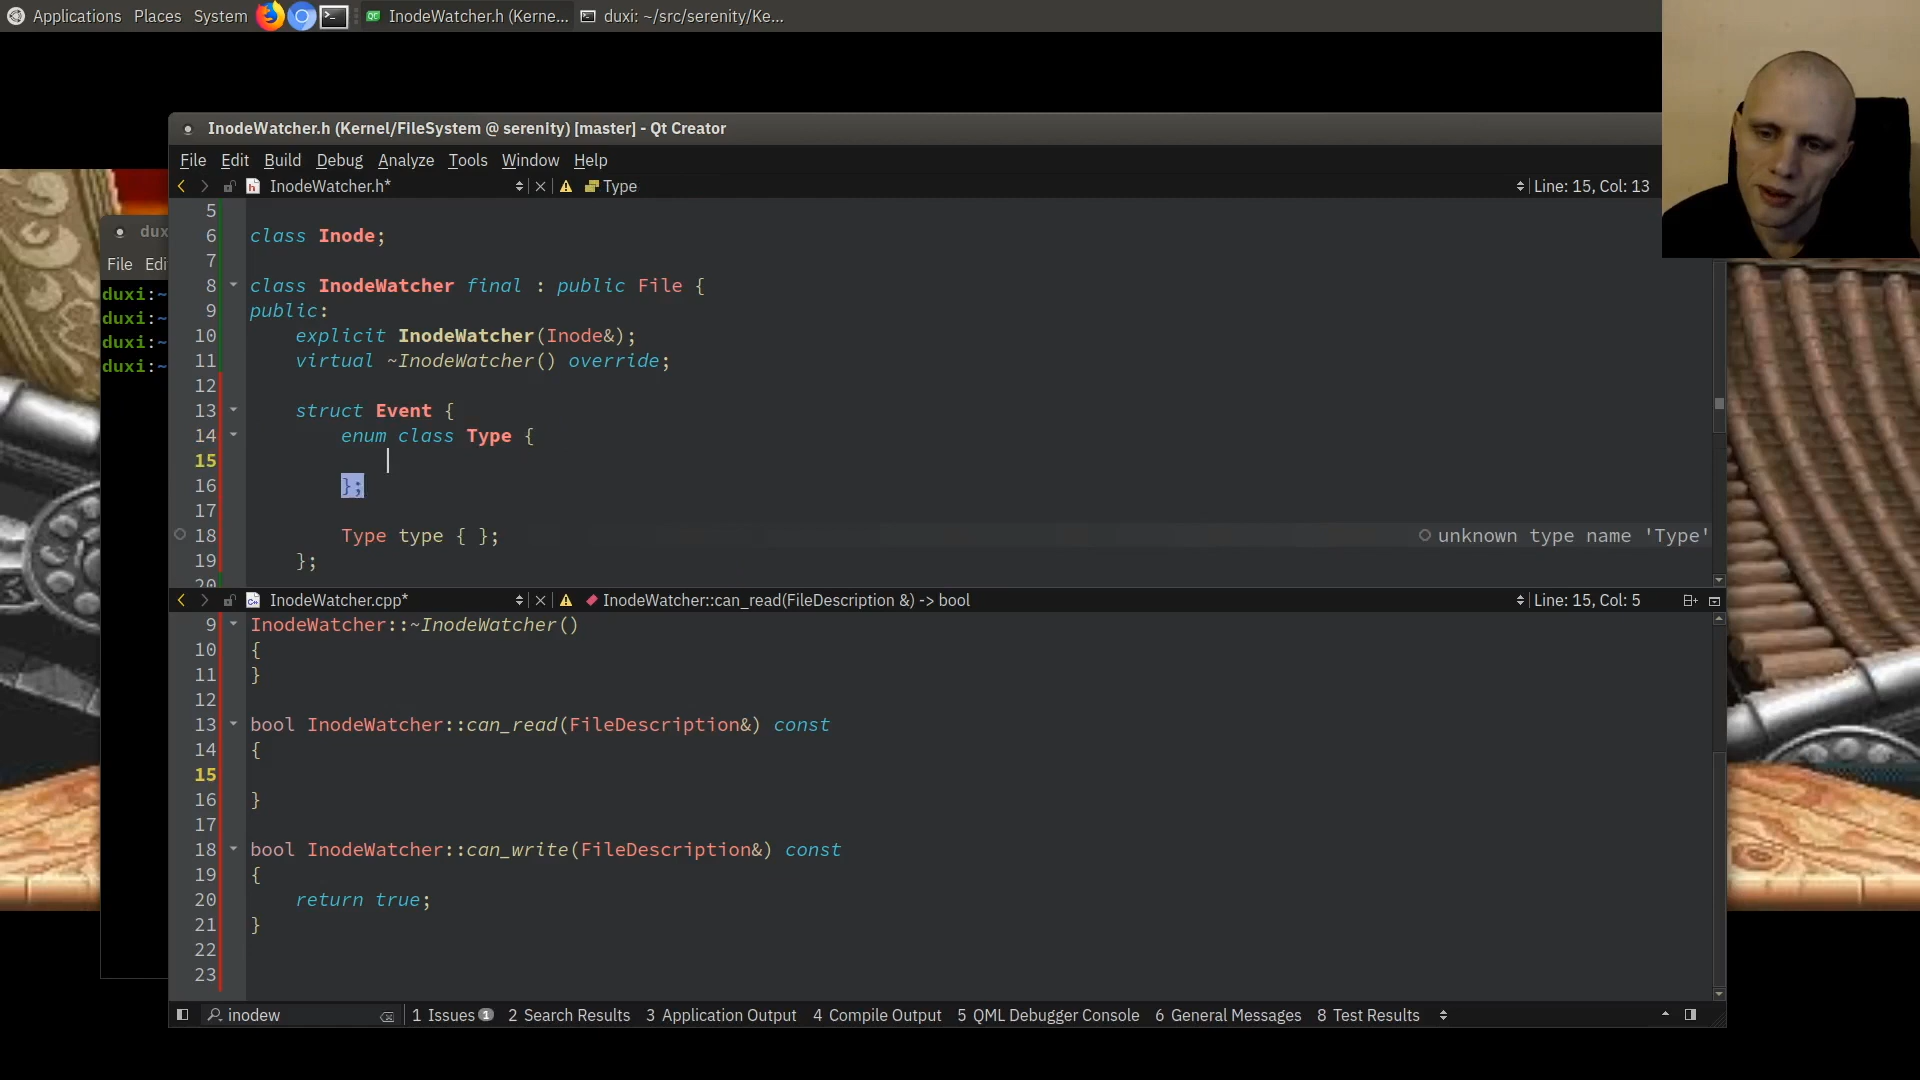 Applications Places System InodeWatcher.h (Kerne... duxi: ~/src/serenity/Ke...
InodeWatcher.h (Kernel/FileSystem @ serenity) [master] - Qt Creator
File Edit Build Debug Analyze Tools Window Help
InodeWatcher.h* Type Line: 15, Col: 13
5
6 class Inode;
7
8 class InodeWatcher final : public File {
9 public:
10 explicit InodeWatcher(Inode&);
11 virtual ~InodeWatcher() override;
12
13 struct Event {
14 enum class Type {
15
16 };
17
18 Type type { }; unknown type name 'Type'
19 };
20
InodeWatcher.cpp* InodeWatcher::can_read(FileDescription &) -> bool Line: 15, Col: 5
9 InodeWatcher::~InodeWatcher()
10 {
11 }
12
13 bool InodeWatcher::can_read(FileDescription&) const
14 {
15
16 }
17
18 bool InodeWatcher::can_write(FileDescription&) const
19 {
20 return true;
21 }
22
23
inodew 1 Issues 1 2 Search Results 3 Application Output 4 Compile Output 5 QML Debugger Console 6 General Messages 8 Test Results
dux
File Edi
duxi:~
duxi:~
duxi:~
duxi:~